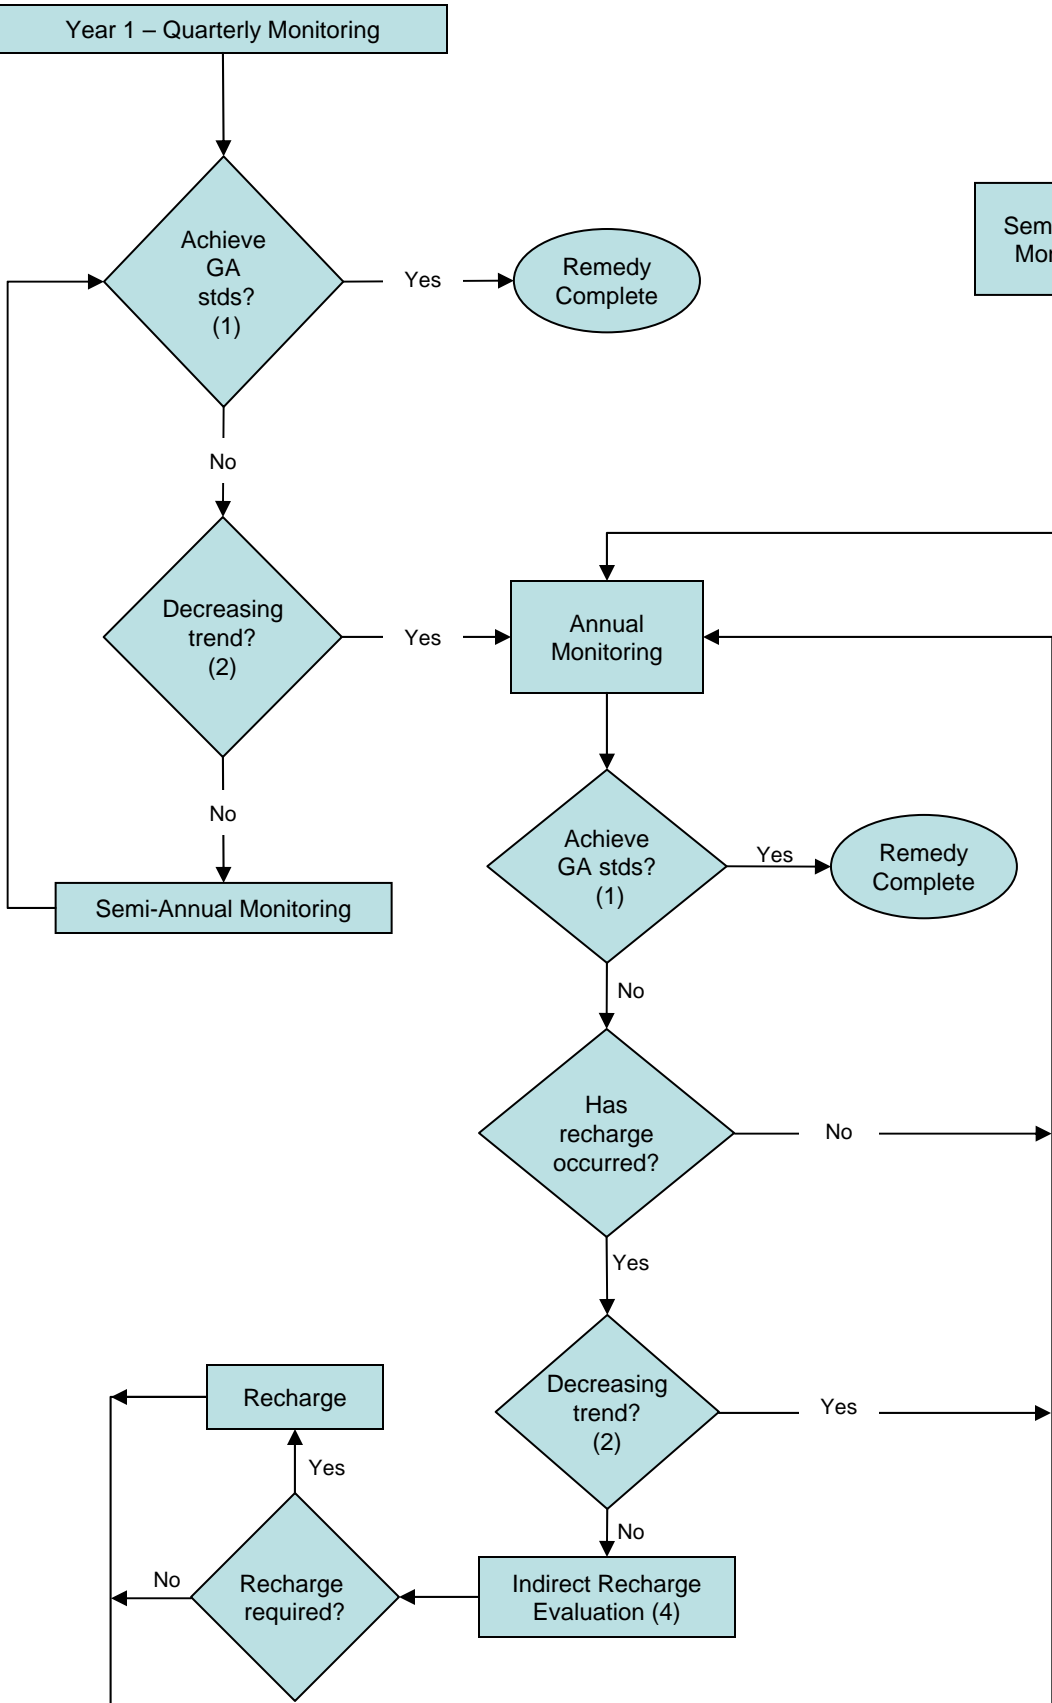 Year 1 – Quarterly Monitoring
Achieve
GA
stds?
(1)
Yes
Remedy
Complete
No
Decreasing
trend?
(2)
Yes
Annual
Monitoring
No
Semi-Annual Monitoring
Achieve
GA stds?
(1)
Yes
Remedy
Complete
No
Has
recharge
occurred?
No
Yes
Decreasing
trend?
(2)
Yes
No
Indirect Recharge
Evaluation (4)
Recharge
required?
Yes
Recharge
No